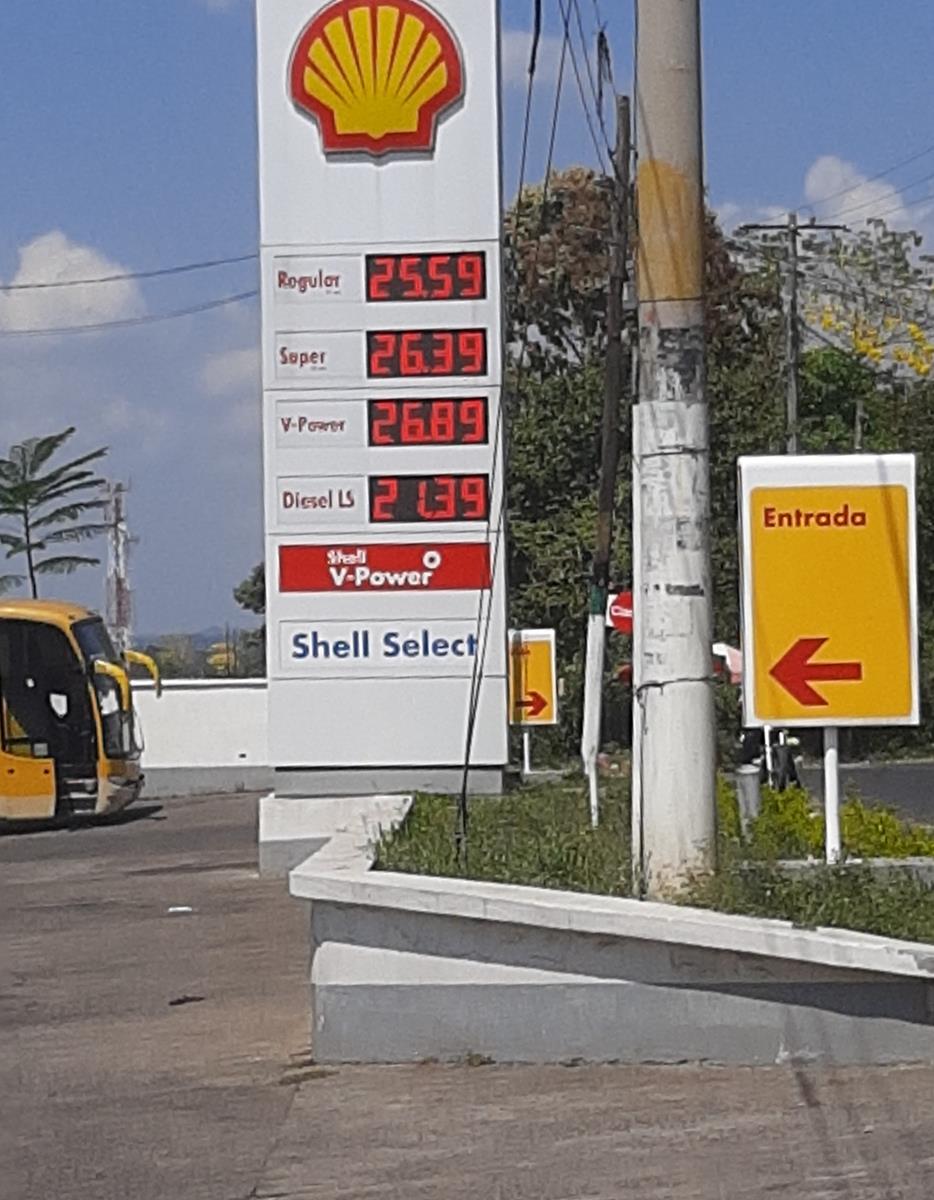 Regular 25.59
Super 26.39
V-Power 26.89
Diesel LS 21.39
Shell
V-Power
Shell Select
Entrada